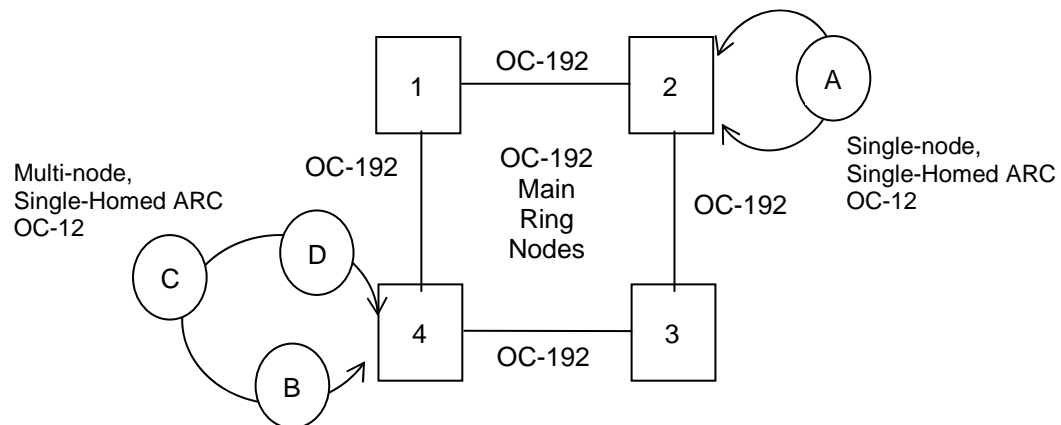 OC-192
1
2
A
OC-192
OC-192
Main
Ring
Nodes
Single-node,
Single-Homed ARC
OC-12
Multi-node,
Single-Homed ARC
OC-12
OC-192
D
C
4
3
OC-192
B